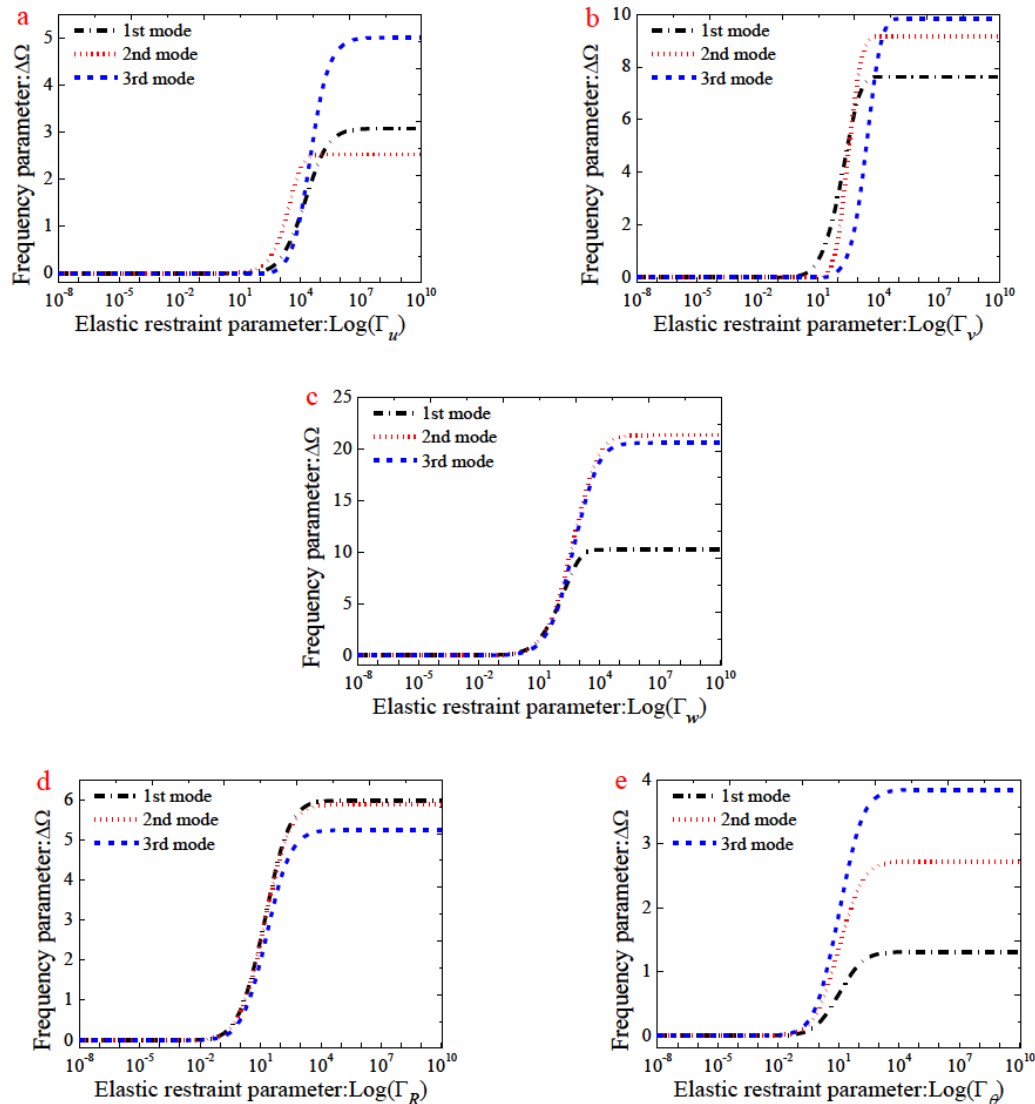 a
Frequency parameter:ΔΩ
5
4
3
2
1
0
1st mode
2nd mode
3rd mode
10⁻⁸ 10⁻⁵ 10⁻² 10¹ 10⁴ 10⁷ 10¹⁰
Elastic restraint parameter:Log(Γᵤ)
b
Frequency parameter:ΔΩ
10
8
6
4
2
0
1st mode
2nd mode
3rd mode
10⁻⁸ 10⁻⁵ 10⁻² 10¹ 10⁴ 10⁷ 10¹⁰
Elastic restraint parameter:Log(Γᵥ)
c
Frequency parameter:ΔΩ
25
20
15
10
5
0
1st mode
2nd mode
3rd mode
10⁻⁸ 10⁻⁵ 10⁻² 10¹ 10⁴ 10⁷ 10¹⁰
Elastic restraint parameter:Log(Γ_w)
d
Frequency parameter:ΔΩ
6
5
4
3
2
1
0
1st mode
2nd mode
3rd mode
10⁻⁸ 10⁻⁵ 10⁻² 10¹ 10⁴ 10⁷ 10¹⁰
Elastic restraint parameter:Log(Γ_R)
e
Frequency parameter:ΔΩ
4
3
2
1
0
1st mode
2nd mode
3rd mode
10⁻⁸ 10⁻⁵ 10⁻² 10¹ 10⁴ 10⁷ 10¹⁰
Elastic restraint parameter:Log(Γ_θ)